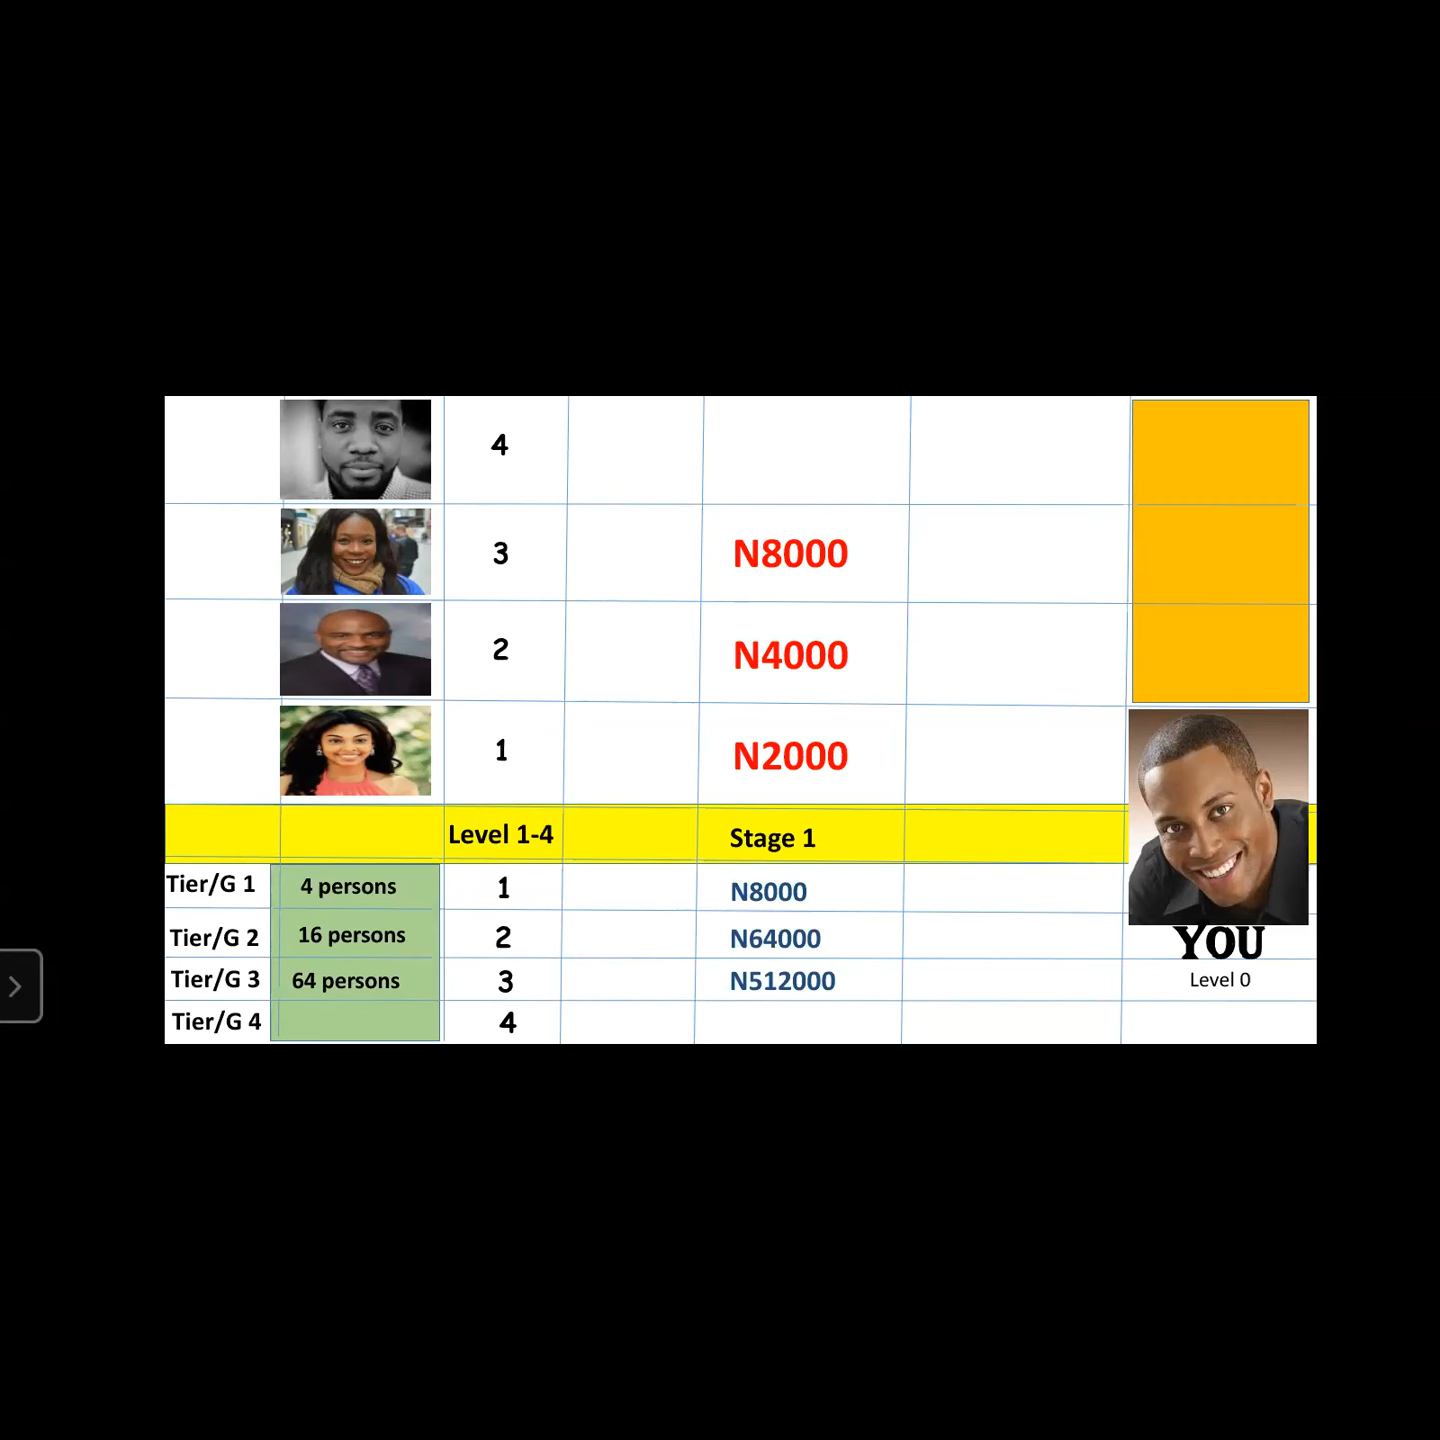 4
3 N8000
2 N4000
1 N2000
Level 1-4 Stage 1
Tier/G 1 4 persons 1 N8000
Tier/G 2 16 persons 2 N64000 YOU
Tier/G 3 64 persons 3 N512000 Level 0
Tier/G 4 4